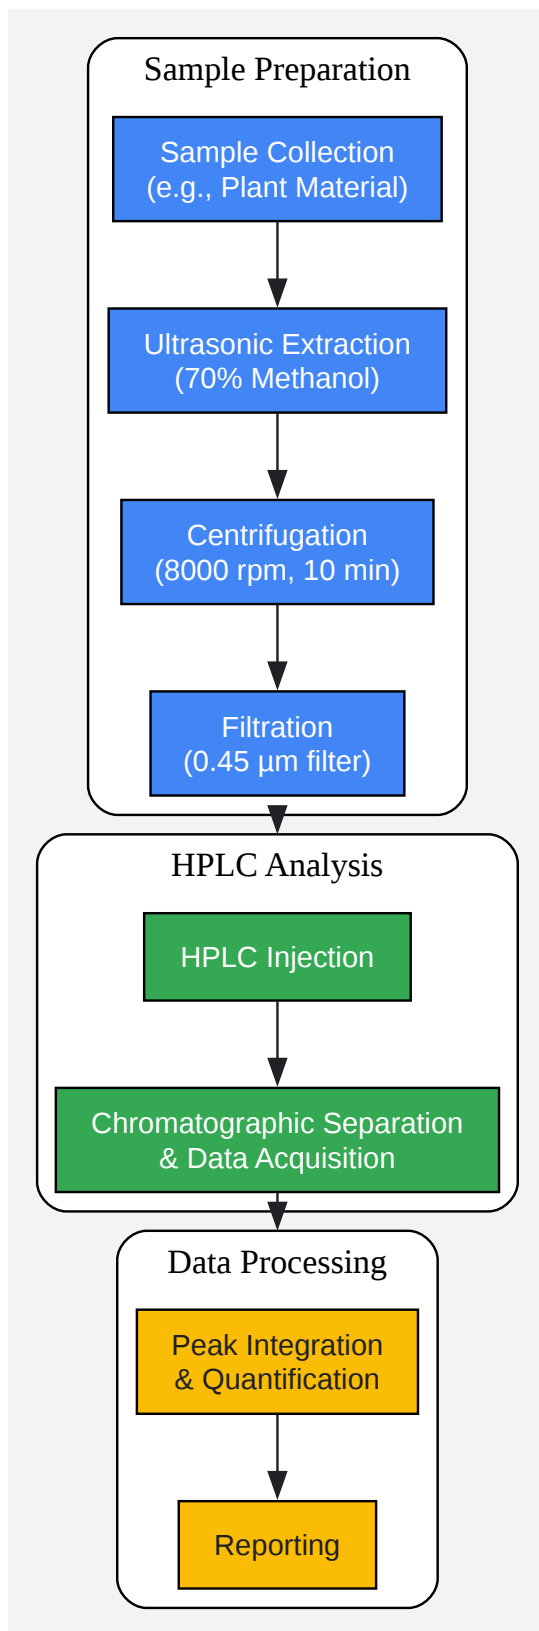 Sample Preparation
Sample Collection
(e.g., Plant Material)
Ultrasonic Extraction
(70% Methanol)
Centrifugation
(8000 rpm, 10 min)
Filtration
(0.45 µm filter)
HPLC Analysis
HPLC Injection
Chromatographic Separation
& Data Acquisition
Data Processing
Peak Integration
& Quantification
Reporting